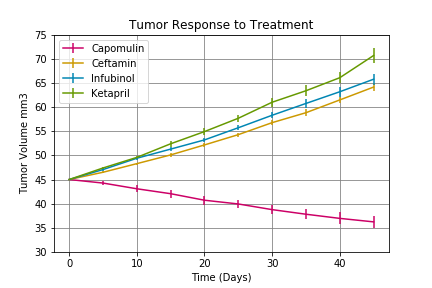 Tumor Response to Treatment
Capomulin
Ceftamin
Infubinol
Ketapril
Tumor Volume mm3
75
70
65
60
55
50
45
40
35
30
0
10
20
30
40
Time (Days)